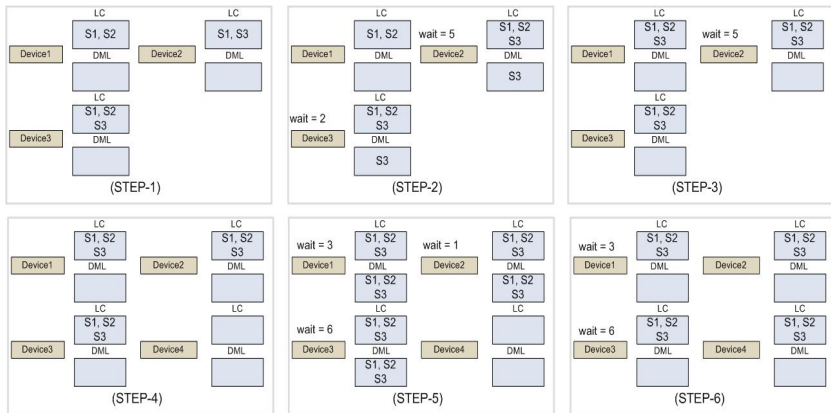 LC
LC
S1, S2
S1, S3
Device1
DML
Device2
DML
LC
S1, S2
S3
Device3
DML
(STEP-1)
LC
LC
S1, S2
wait = 5
S1, S2
S3
Device1
DML
Device2
DML
S3
LC
wait = 2
S1, S2
S3
Device3
DML
S3
(STEP-2)
LC
LC
S1, S2
S3
wait = 5
S1, S2
S3
Device1
DML
Device2
DML
LC
S1, S2
S3
Device3
DML
(STEP-3)
LC
LC
S1, S2
S3
S1, S2
S3
Device1
DML
Device2
DML
LC
LC
S1, S2
S3
Device3
DML
Device4
DML
(STEP-4)
LC
LC
wait = 3
S1, S2
S3
wait = 1
S1, S2
S3
Device1
DML
Device2
DML
S1, S2
S3
S1, S2
S3
LC
LC
wait = 6
S1, S2
S3
Device3
DML
Device4
DML
S1, S2
S3
(STEP-5)
LC
LC
wait = 3
S1, S2
S3
S1, S2
S3
Device1
DML
Device2
DML
LC
LC
wait = 6
S1, S2
S3
S1, S2
S3
Device3
DML
Device4
DML
(STEP-6)